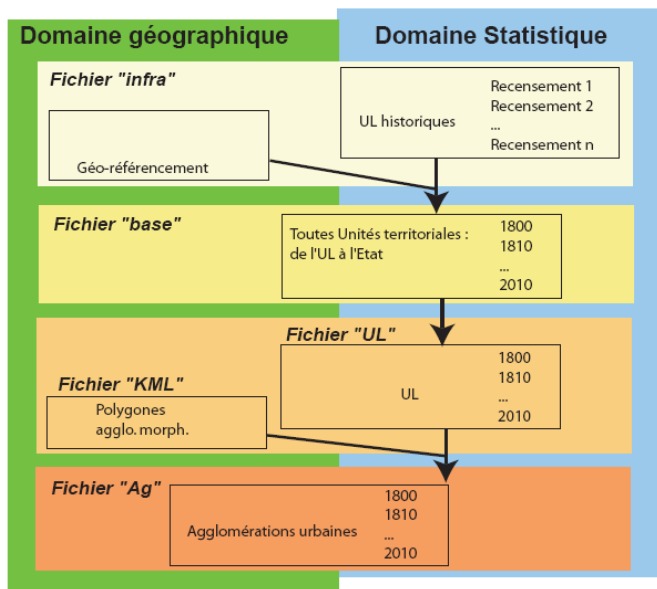 Domaine géographique
Domaine Statistique
Fichier "infra"
Recensement 1
Recensement 2
...
Recensement n
UL historiques
Géo-référencement
Fichier "base"
Toutes Unités territoriales :
de l'UL à l'Etat
1800
1810
...
2010
Fichier "UL"
1800
1810
...
2010
UL
Fichier "KML"
Polygones
agglo. morph.
Fichier "Ag"
1800
1810
...
2010
Agglomérations urbaines